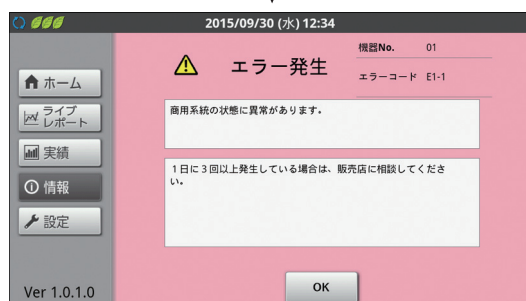 2015/09/30 (水) 12:34
機器No. 01
エラー発生
エラーコード E1-1
ホーム
ライブ
レポート
実績
情報
設定
商用系統の状態に異常があります。
1日に3回以上発生している場合は、販売店に相談してくださ
い。
OK
Ver 1.0.1.0